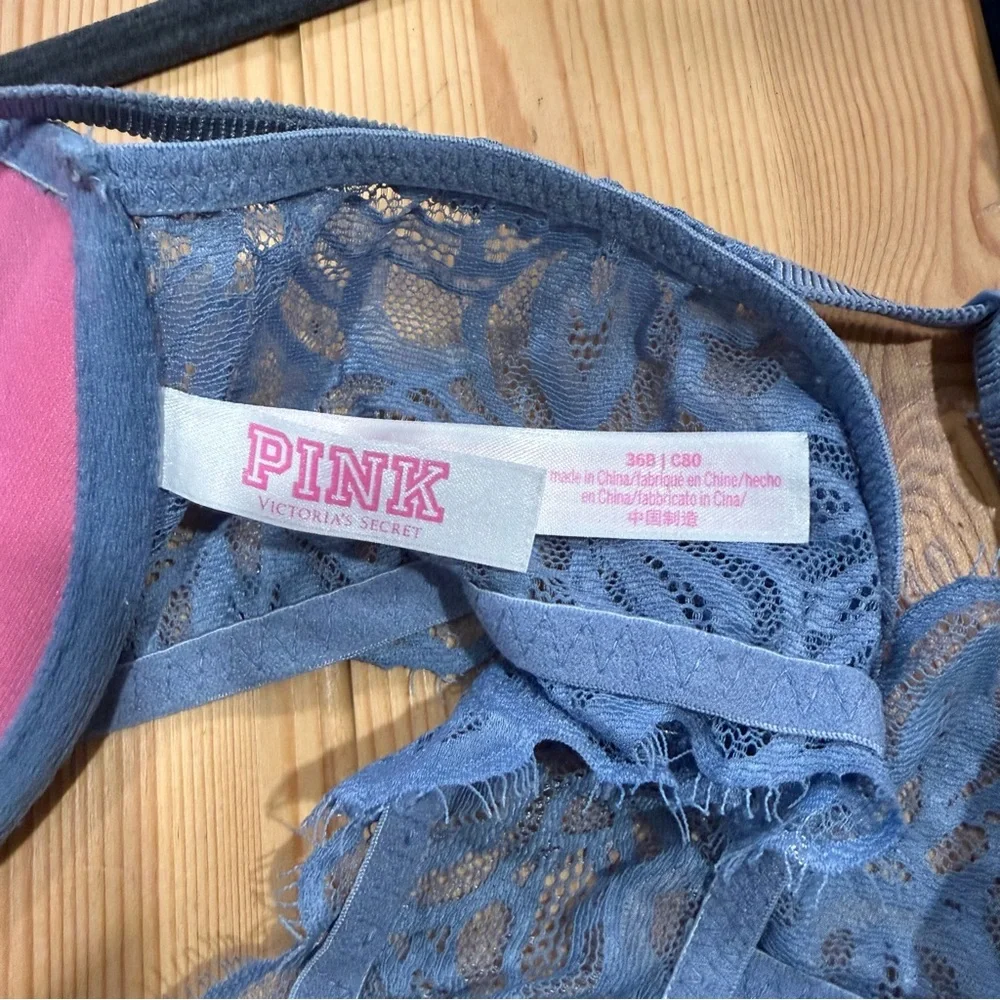 PINK
VICTORIA'S SECRET
36B | C80
made in China/fabriqué en Chine/hecho
en China/fabbricato in Cina/
中国制造